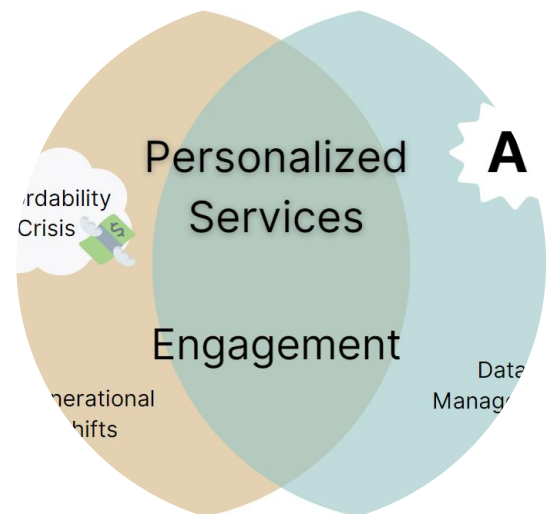 Personalized
Services
A
rdability
Crisis
$
Engagement
Data
Manag
nerational
hifts